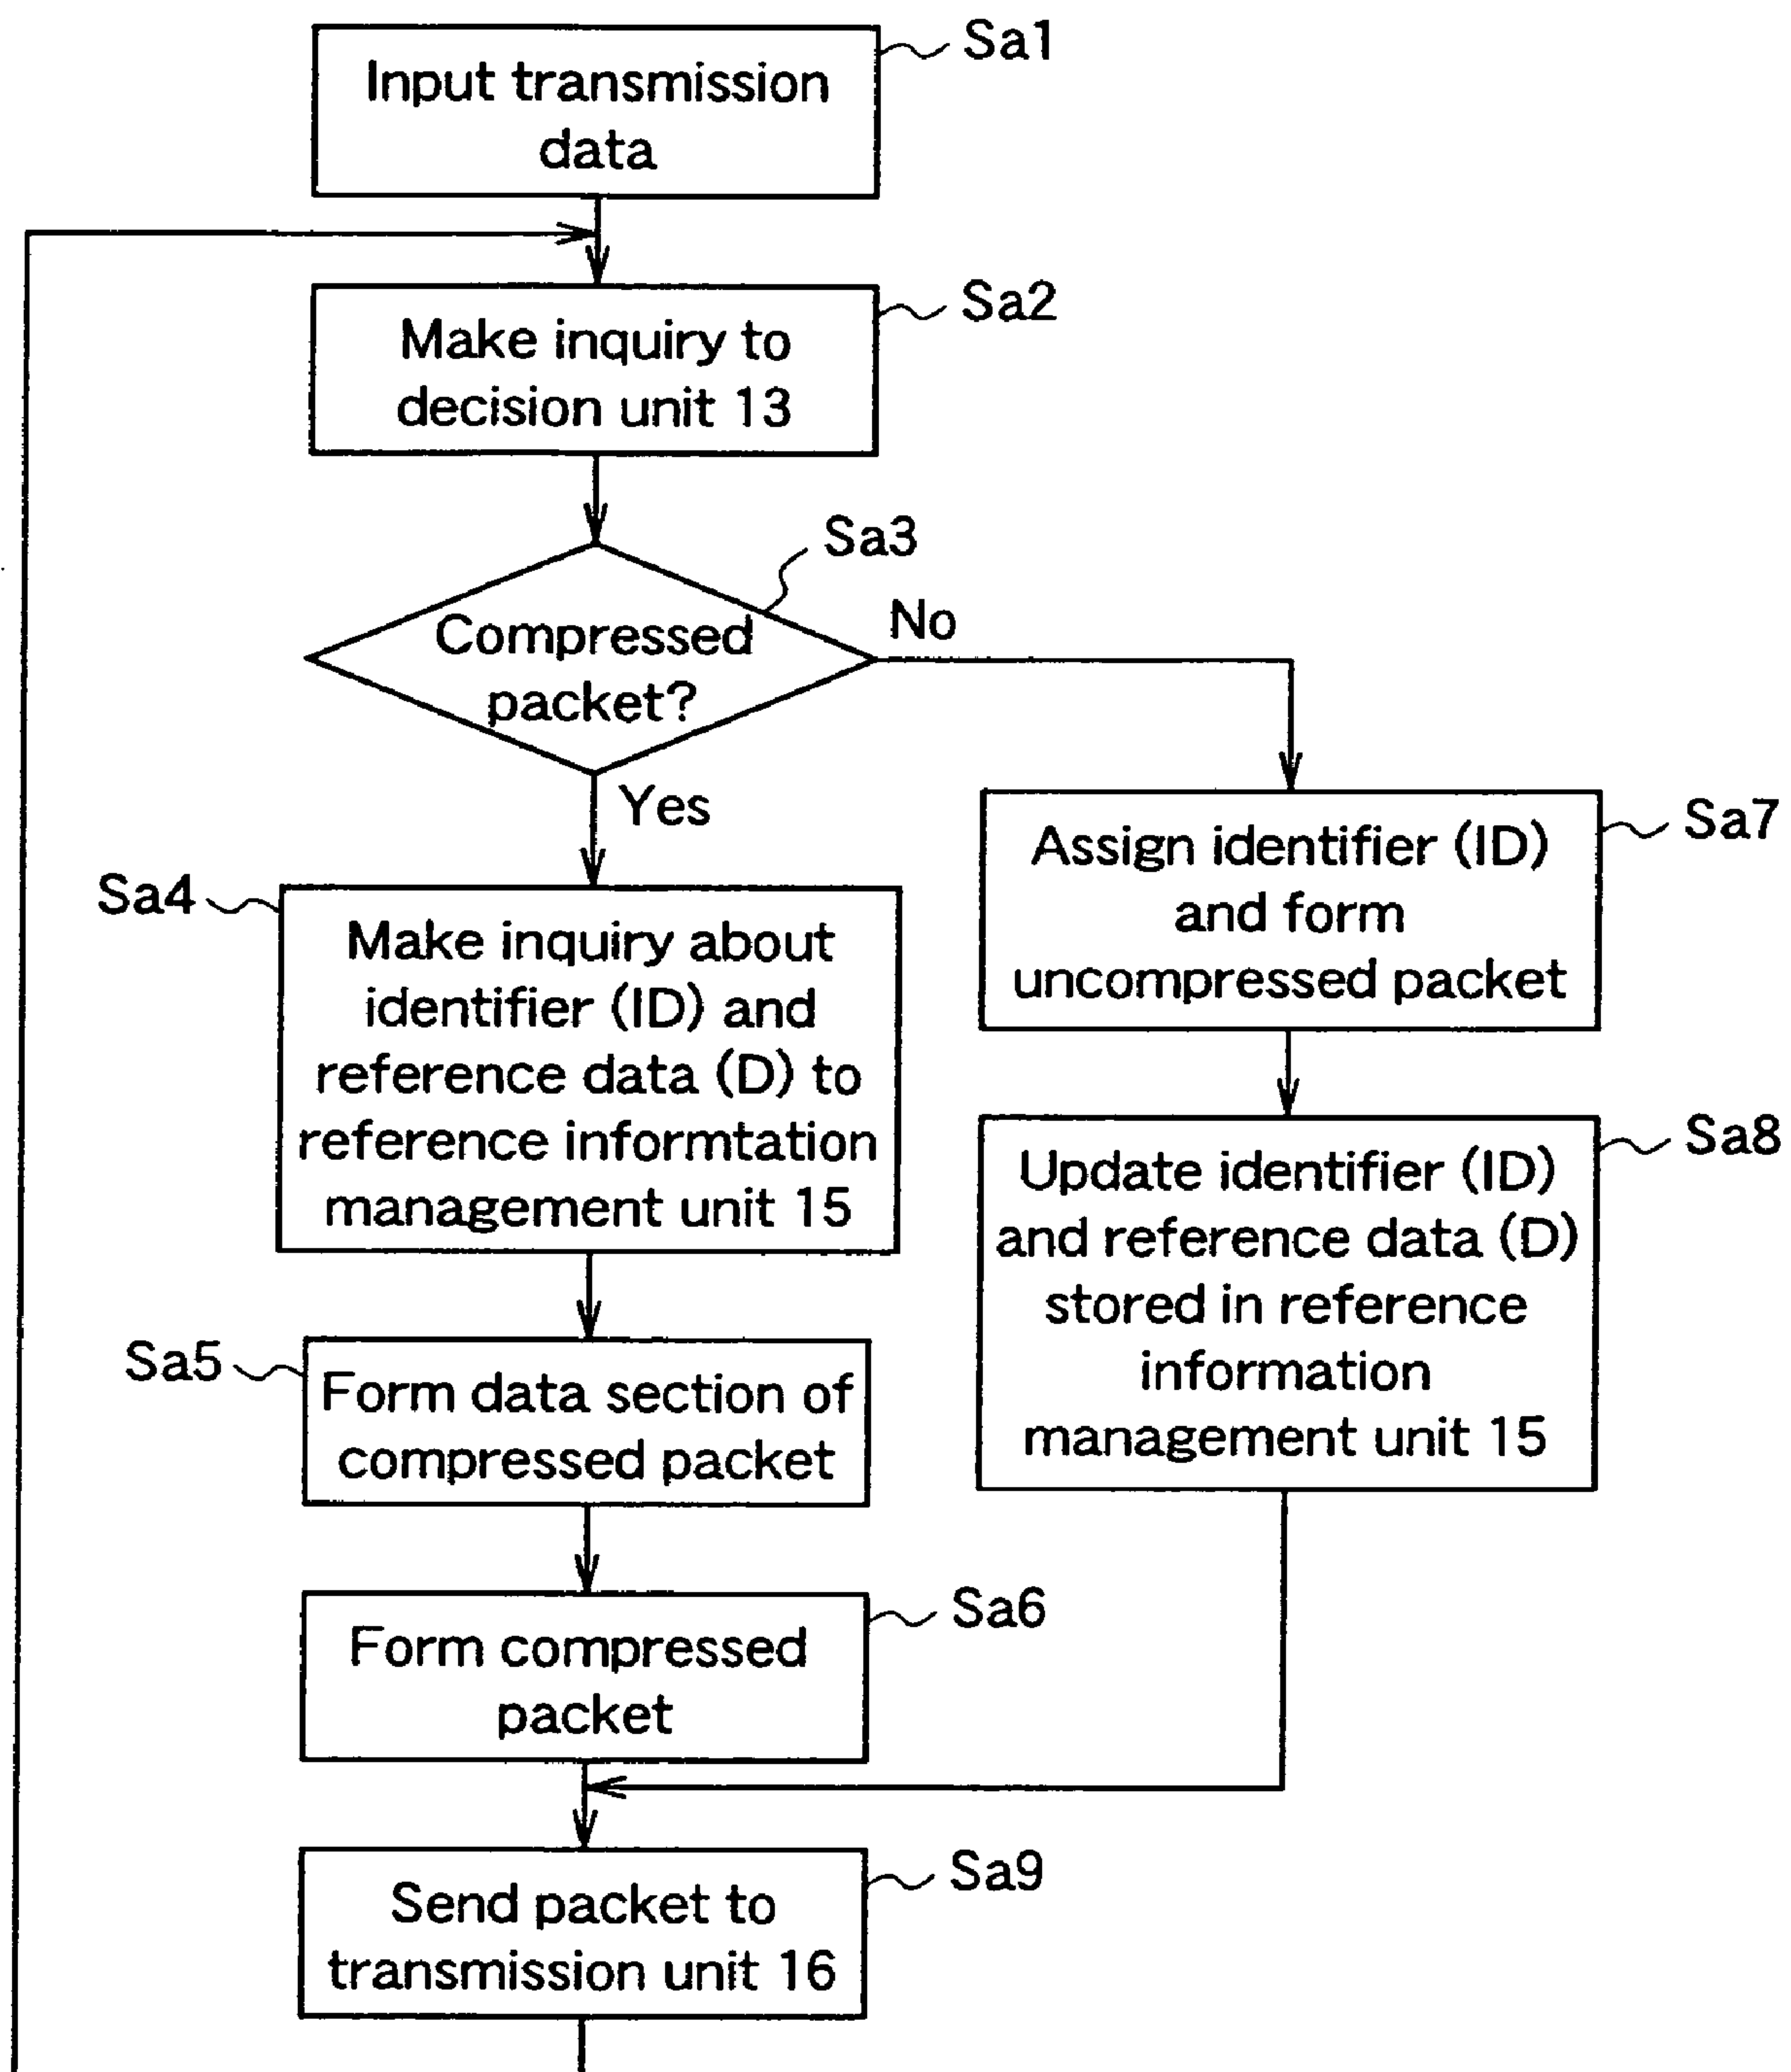 Sa1
Input transmission
data
Sa2
Make inquiry to
decision unit 13
Sa3
Compressed
packet?
No
Yes
Sa4
Make inquiry about
identifier (ID) and
reference data (D) to
reference informtation
management unit 15
Sa5
Form data section of
compressed packet
Sa6
Form compressed
packet
Sa7
Assign identifier (ID)
and form
uncompressed packet
Sa8
Update identifier (ID)
and reference data (D)
stored in reference
information
management unit 15
Sa9
Send packet to
transmission unit 16